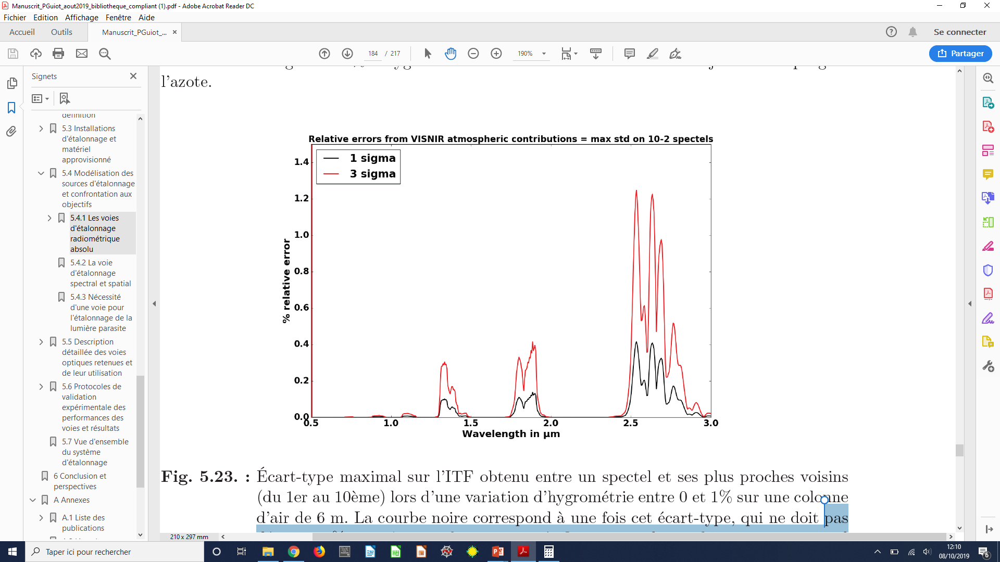 Manuscrit_PGuiot_aout2019_bibliotheque_compliant (1).pdf - Adobe Acrobat Reader DC
Fichier Edition Affichage Fenêtre Aide
Accueil Outils Manuscrit_PGuiot_... × Se connecter
184 / 217 190% Partager
Signets
définition
5.3 Installations
d'étalonnage et
matériel
approvisionné
5.4 Modélisation des
sources d'étalonnage
et confrontation aux
objectifs
5.4.1 Les voies
d'étalonnage
radiométrique
absolu
5.4.2 La voie
d'étalonnage
spectral et spatial
5.4.3 Nécessité
d'une voie pour
l'étalonnage de la
lumière parasite
5.5 Description
détaillée des voies
optiques retenues et
de leur utilisation
5.6 Protocoles de
validation
expérimentale des
performances des
voies et résultats
5.7 Vue d'ensemble
du système
d'étalonnage
6 Conclusion et
perspectives
A Annexes
A.1 Liste des
publications
l'azote.
Relative errors from VISNIR atmospheric contributions = max std on 10-2 spectels
1 sigma
3 sigma
% relative error
1.4
1.2
1.0
0.8
0.6
0.4
0.2
0.0
0.5 1.0 1.5 2.0 2.5 3.0
Wavelength in µm
Fig. 5.23. : Écart-type maximal sur l'ITF obtenu entre un spectel et ses plus proches voisins
(du 1er au 10ème) lors d'une variation d'hygrométrie entre 0 et 1% sur une colonne
d'air de 6 m. La courbe noire correspond à une fois cet écart-type, qui ne doit pas
210 x 297 mm
Taper ici pour rechercher
12:10
08/10/2019
6